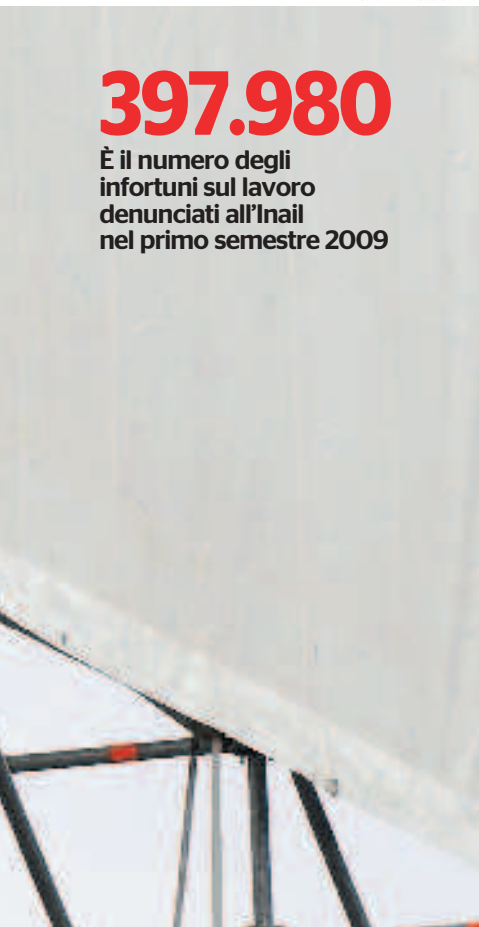 397.980
È il numero degli
infortuni sul lavoro
denunciati all'Inail
nel primo semestre 2009